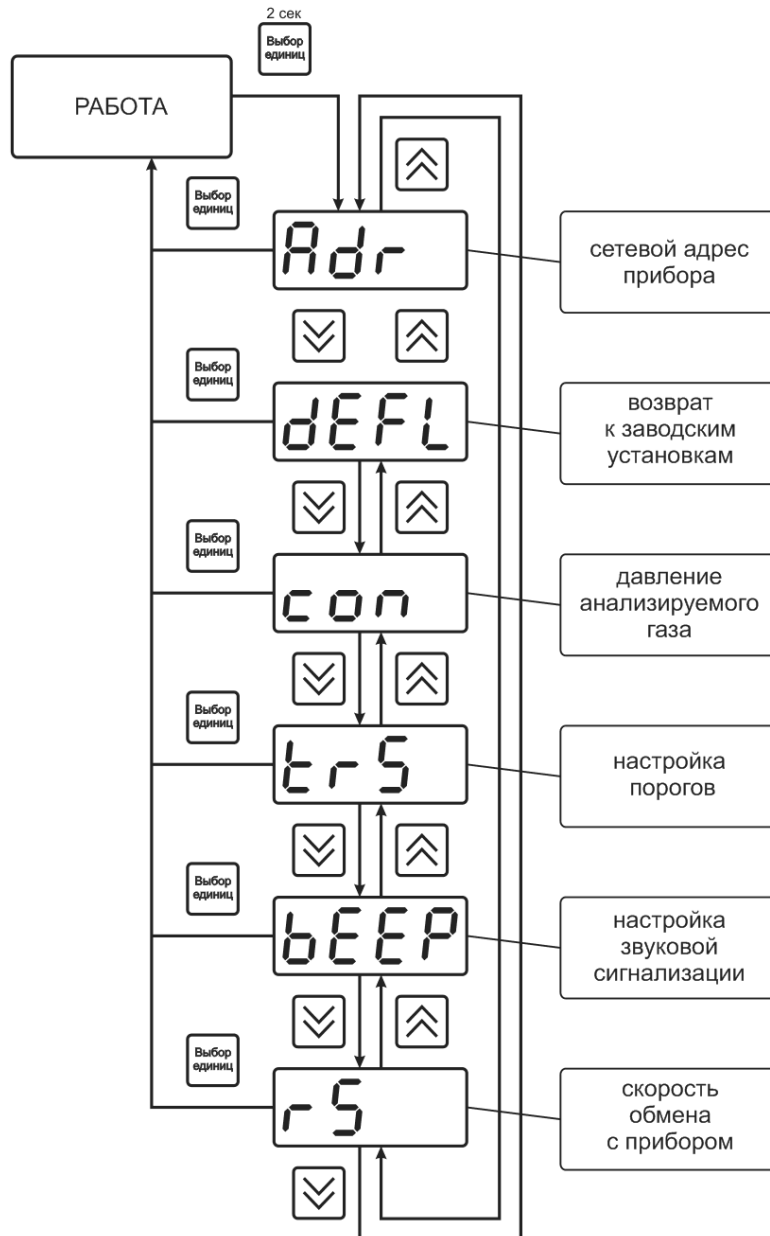 2 сек
Выбор
единиц
РАБОТА
Выбор
единиц
Adr
сетевой адрес
прибора
Выбор
единиц
dEFL
возврат
к заводским
установкам
Выбор
единиц
con
давление
анализируемого
газа
Выбор
единиц
trS
настройка
порогов
Выбор
единиц
bEEP
настройка
звуковой
сигнализации
Выбор
единиц
rS
скорость
обмена
с прибором